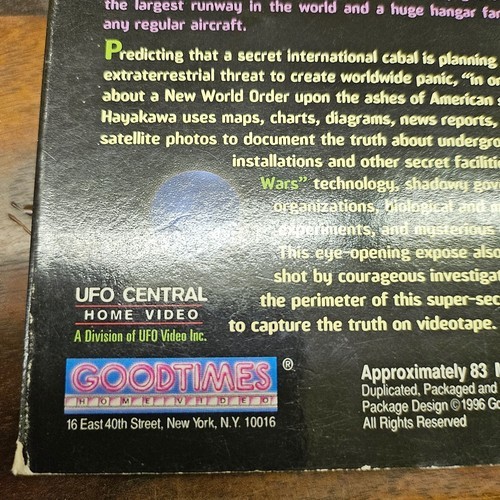 the largest runway in the world and a huge hangar far
any regular aircraft.
Predicting that a secret international cabal is planning
extraterrestrial threat to create worldwide panic, "in or
about a New World Order upon the ashes of American
Hayakawa uses maps, charts, diagrams, news reports,
satellite photos to document the truth about undergro
installations and other secret faciliti
Wars" technology, shadowy gov
organizations, biological and
experiments, and mysterious
This eye-opening expose also
shot by courageous investigat
the perimeter of this super-sec
to capture the truth on videotape.
UFO CENTRAL
HOME VIDEO
A Division of UFO Video Inc.
GOODTIMES ®
HOME VIDEO
16 East 40th Street, New York, N.Y. 10016
Approximately 83 M
Duplicated, Packaged and
Package Design ©1996 Go
All Rights Reserved